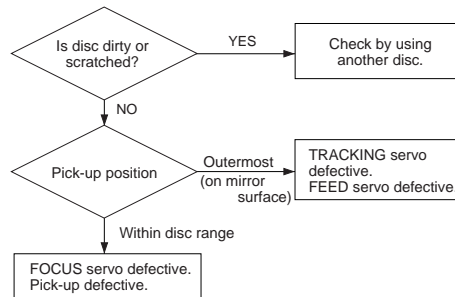 Is disc dirty or
scratched?
YES
Check by using
another disc.
NO
Pick-up position
Outermost
(on mirror
surface)
TRACKING servo
defective.
FEED servo defective.
Within disc range
FOCUS servo defective.
Pick-up defective.